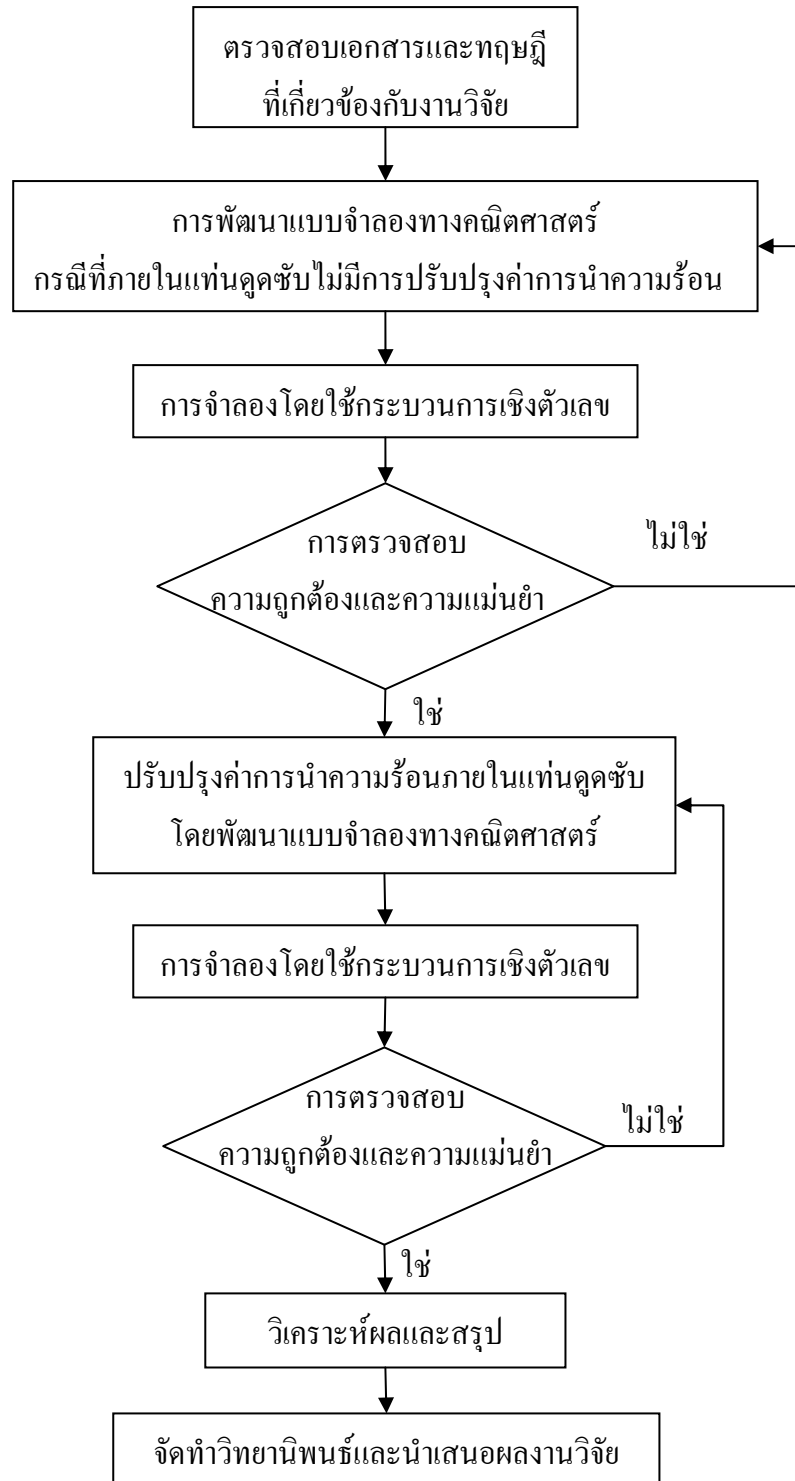 ตรวจสอบเอกสารและทฤษฎี
ที่เกี่ยวข้องกับงานวิจัย
การพัฒนาแบบจำลองทางคณิตศาสตร์
กรณีที่ภายในแท่นดูดซับไม่มีการปรับปรุงค่าการนำความร้อน
การจำลองโดยใช้กระบวนการเชิงตัวเลข
การตรวจสอบ
ความถูกต้องและความแม่นยำ
ไม่ใช่
ใช่
ปรับปรุงค่าการนำความร้อนภายในแท่นดูดซับ
โดยพัฒนาแบบจำลองทางคณิตศาสตร์
การจำลองโดยใช้กระบวนการเชิงตัวเลข
การตรวจสอบ
ความถูกต้องและความแม่นยำ
ไม่ใช่
ใช่
วิเคราะห์ผลและสรุป
จัดทำวิทยานิพนธ์และนำเสนอผลงานวิจัย